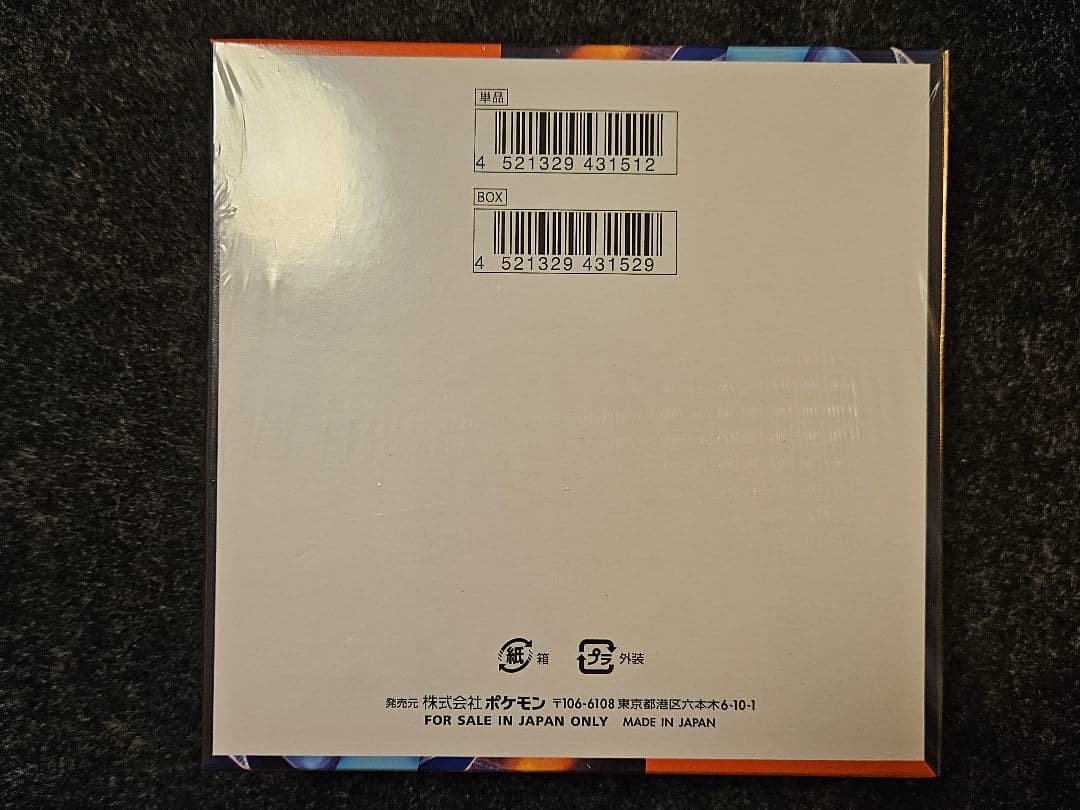 単品
4 521329 431512
BOX
4 521329 431529
紙 箱 プラ 外装
発売元 株式会社 ポケモン 〒106-6108 東京都港区六本木6-10-1
FOR SALE IN JAPAN ONLY MADE IN JAPAN